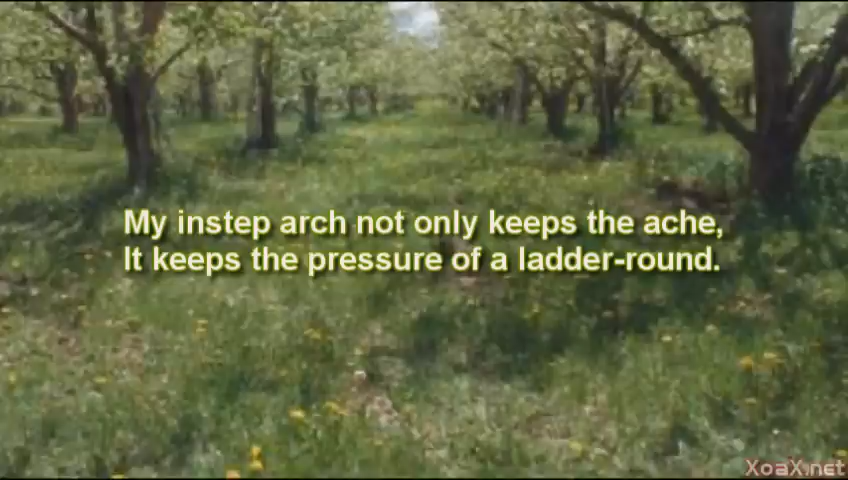 My instep arch not only keeps the ache,
It keeps the pressure of a ladder-round.
XoaX.net